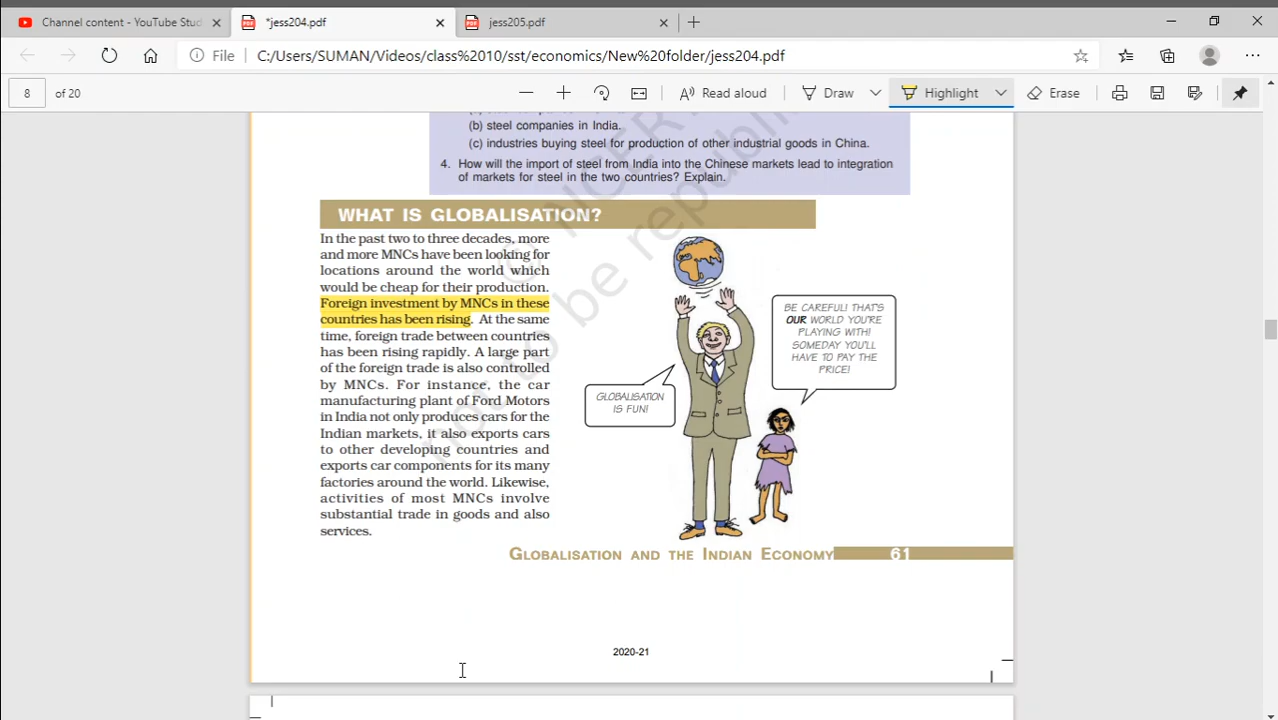 Channel content - YouTube Stud
*jess204.pdf
jess205.pdf
File C:/Users/SUMAN/Videos/class%2010/sst/economics/New%20folder/jess204.pdf
8 of 20
Read aloud
Draw
Highlight
Erase
(b) steel companies in India.
(c) industries buying steel for production of other industrial goods in China.
4. How will the import of steel from India into the Chinese markets lead to integration
of markets for steel in the two countries? Explain.
WHAT IS GLOBALISATION?
In the past two to three decades, more
and more MNCs have been looking for
locations around the world which
would be cheap for their production.
Foreign investment by MNCs in these
countries has been rising. At the same
time, foreign trade between countries
has been rising rapidly. A large part
of the foreign trade is also controlled
by MNCs. For instance, the car
manufacturing plant of Ford Motors
in India not only produces cars for the
Indian markets, it also exports cars
to other developing countries and
exports car components for its many
factories around the world. Likewise,
activities of most MNCs involve
substantial trade in goods and also
services.
GLOBALISATION
IS FUN!
BE CAREFUL! THAT'S
OUR WORLD YOU'RE
PLAYING WITH!
SOMEDAY YOU'LL
HAVE TO PAY THE
PRICE!
GLOBALISATION AND THE INDIAN ECONOMY 61
2020-21
© NCER
not to be republi